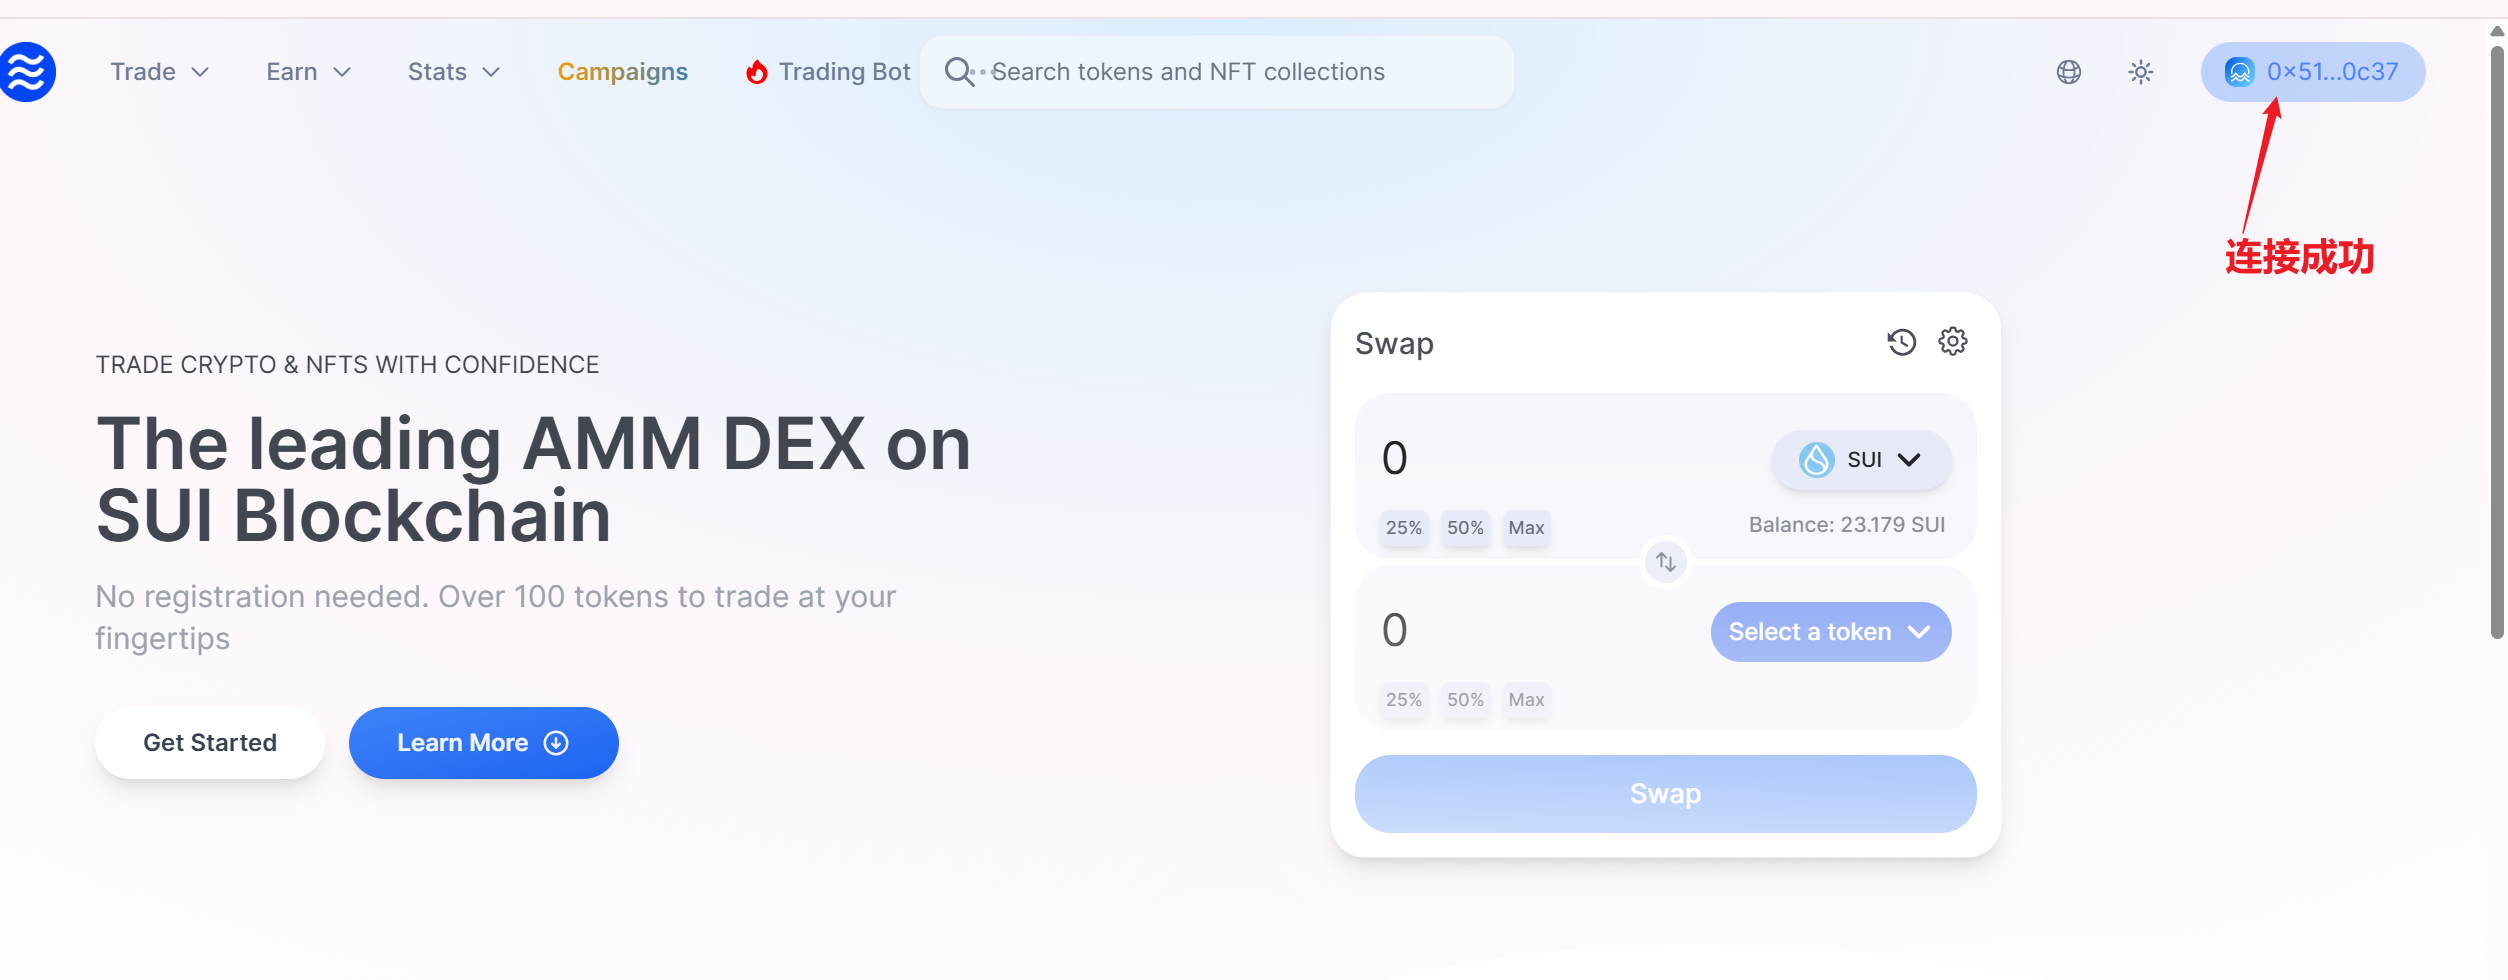 Trade
Earn
Stats
Campaigns
Trading Bot
Search tokens and NFT collections
0×51...0c37
连接成功
TRADE CRYPTO & NFTS WITH CONFIDENCE
The leading AMM DEX on
SUI Blockchain
No registration needed. Over 100 tokens to trade at your
fingertips
Get Started
Learn More
Swap
0
SUI
25% 50% Max
Balance: 23.179 SUI
0
Select a token
25% 50% Max
Swap